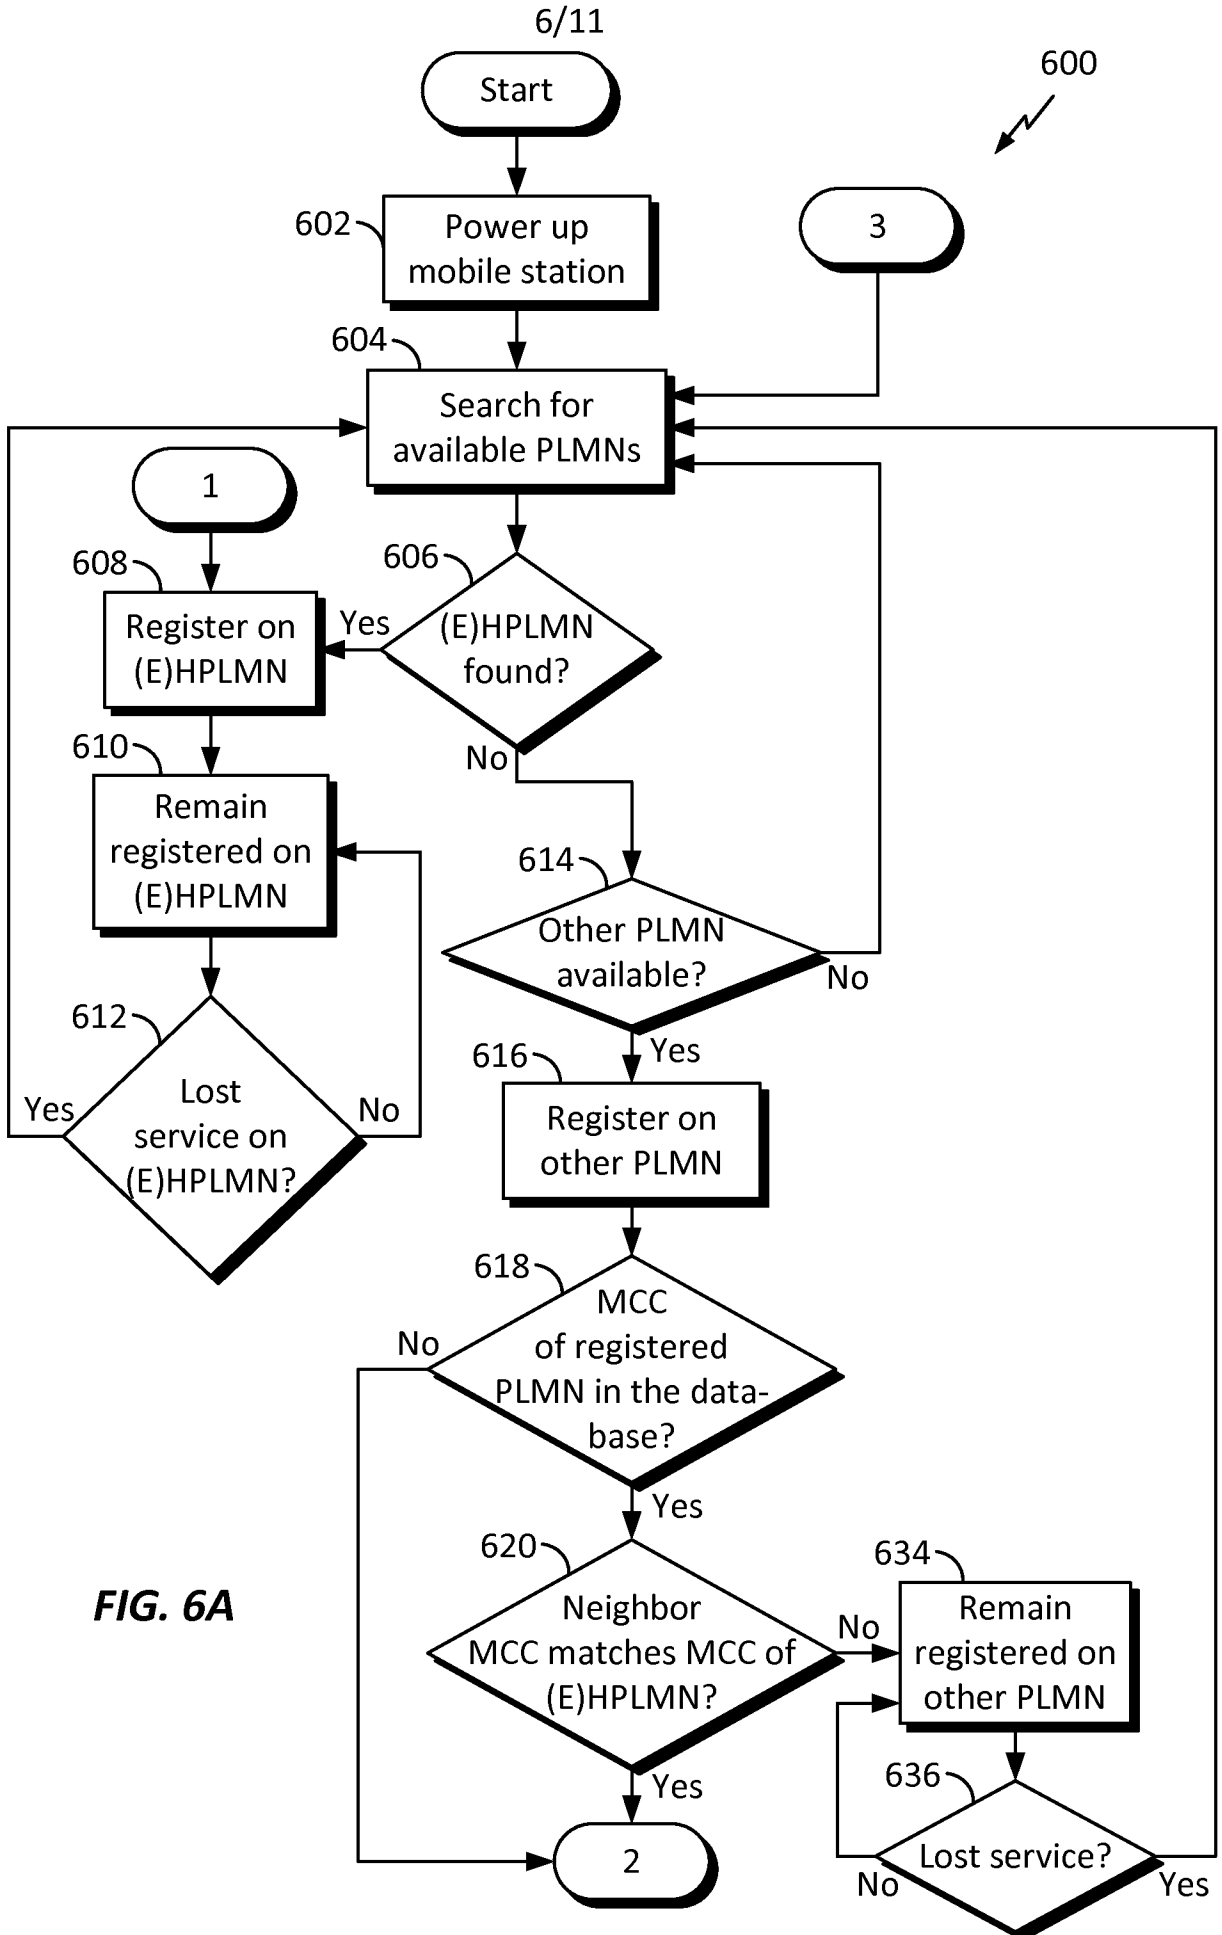 6/11
Start
600
602
Power up
mobile station
3
604
Search for
available PLMNs
1
606
(E)HPLMN
found?
Yes
No
608
Register on
(E)HPLMN
610
Remain
registered on
(E)HPLMN
612
Lost
service on
(E)HPLMN?
Yes
No
614
Other PLMN
available?
No
Yes
616
Register on
other PLMN
618
MCC
of registered
PLMN in the data-
base?
No
Yes
620
Neighbor
MCC matches MCC of
(E)HPLMN?
No
Yes
634
Remain
registered on
other PLMN
636
Lost service?
No
Yes
2
FIG. 6A